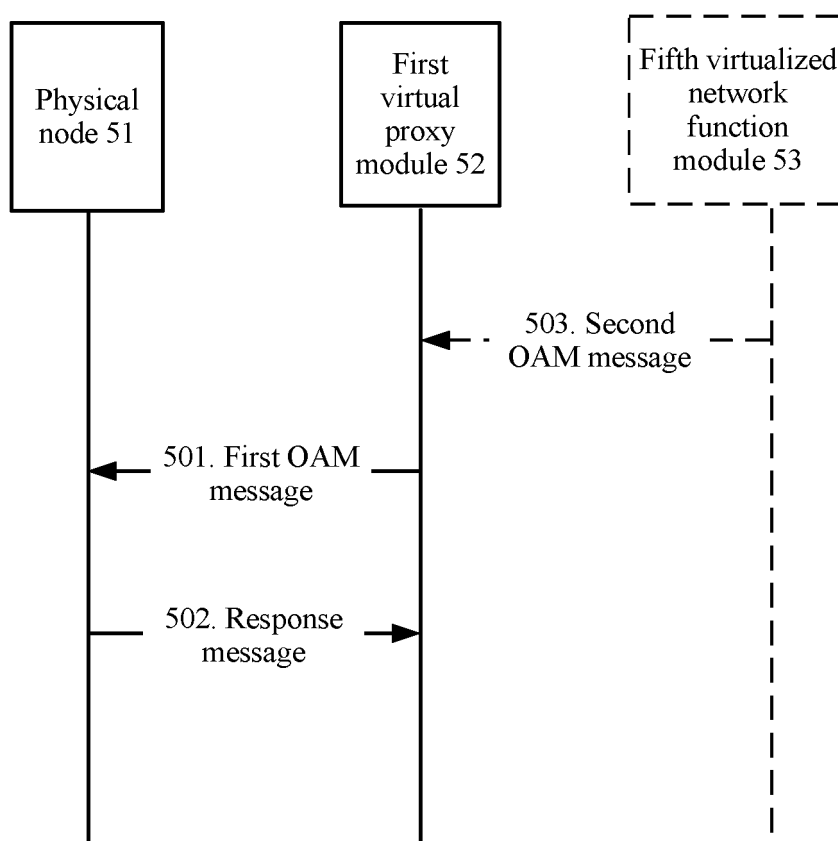 Physical
node 51
First
virtual
proxy
module 52
Fifth virtualized
network
function
module 53
503. Second
OAM message
501. First OAM
message
502. Response
message